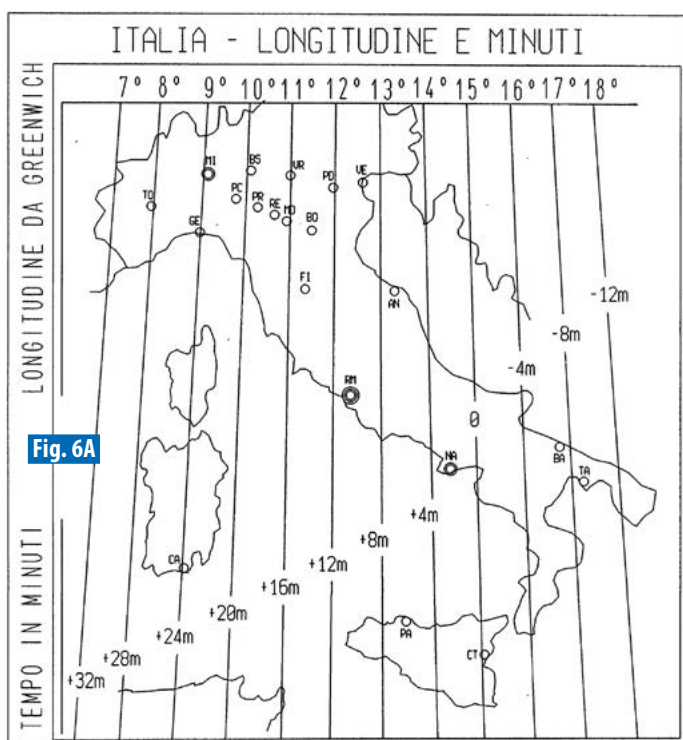 ITALIA - LONGITUDINE E MINUTI
LONGITUDINE DA GREENWICH
7° 8° 9° 10° 11° 12° 13° 14° 15° 16° 17° 18°
MI
BS
VR
VE
PD
TO
PC
PR
RE
MO
GE
BO
FI
AN
-12m
-8m
-4m
RM
0
Fig. 6A
NA
BA
TA
+4m
+8m
+12m
CA
+16m
+20m
PA
+24m
CT
+28m
+32m
TEMPO IN MINUTI